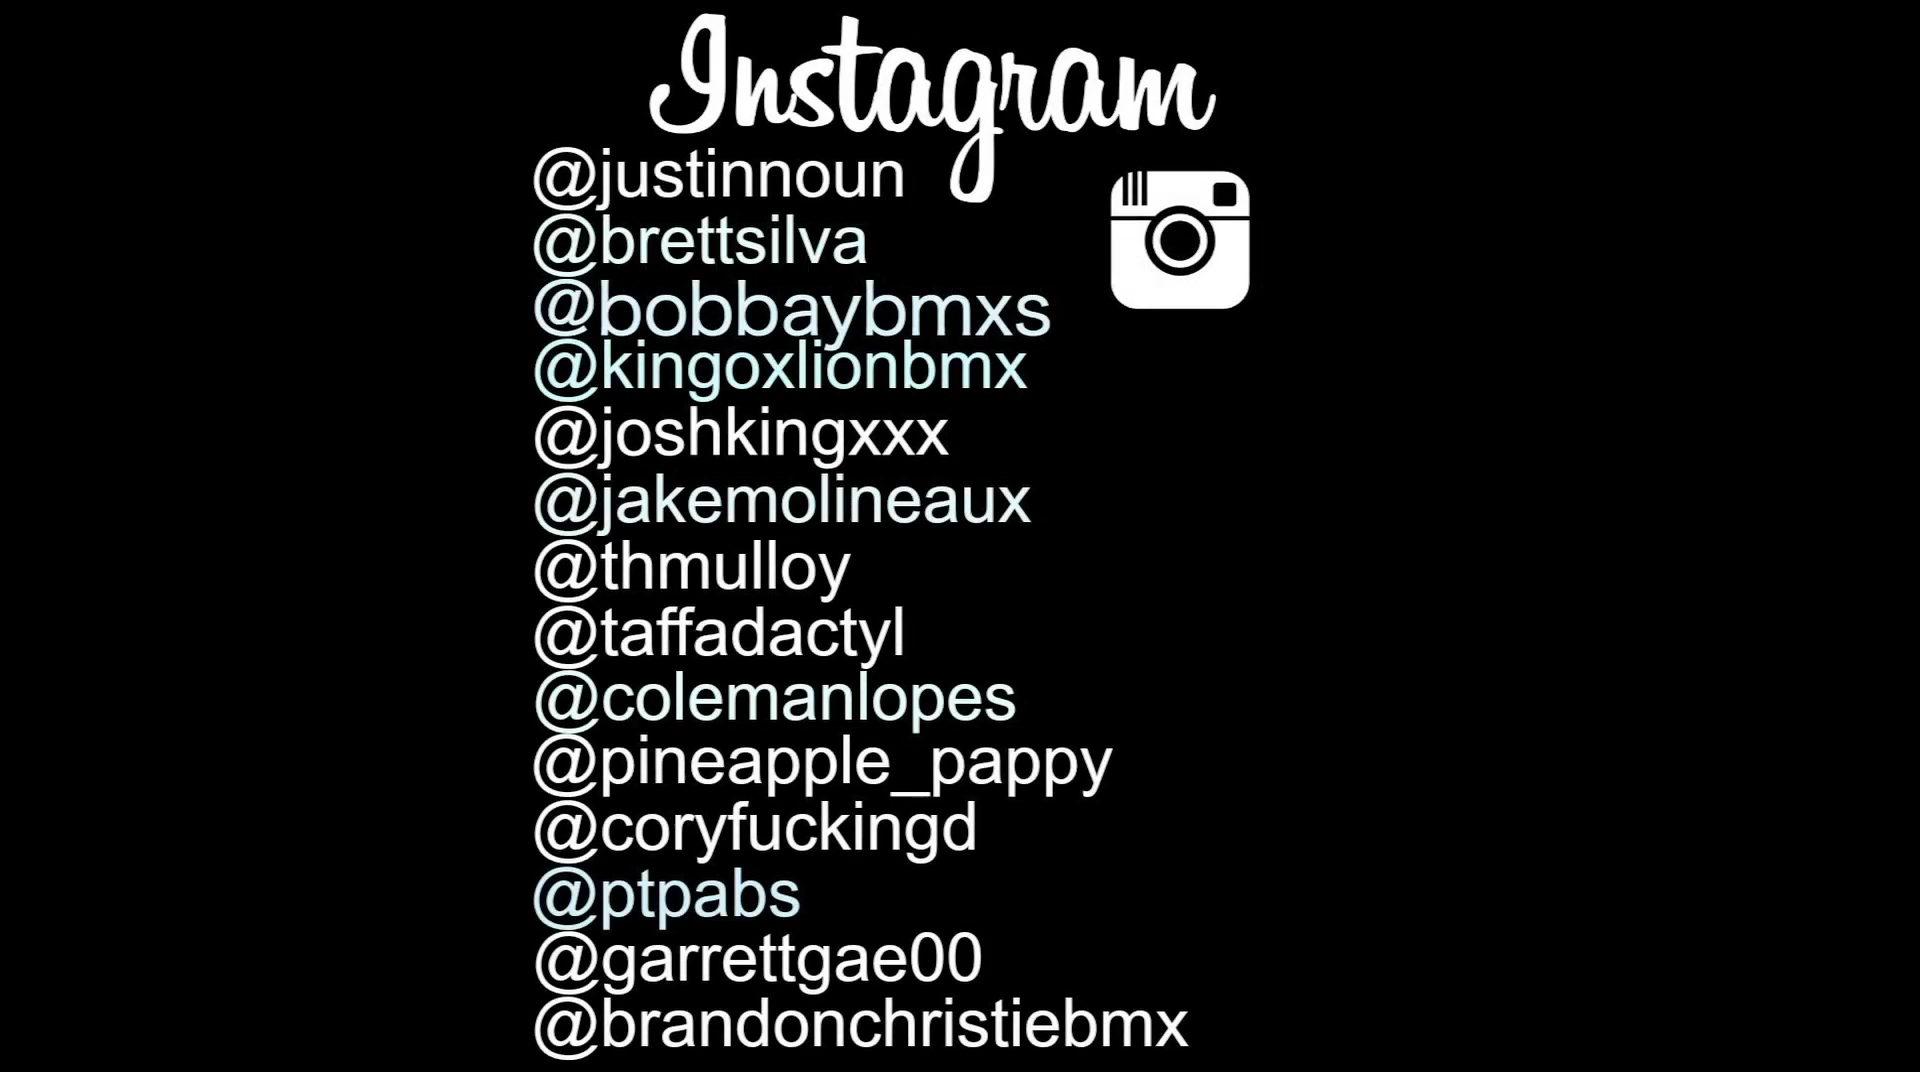 Instagram
@justinnoun
@brettsilva
@bobbaybmxs
@kingoxlionbmx
@joshkingxxx
@jakemolineaux
@thmulloy
@taffadactyl
@colemanlopes
@pineapple_pappy
@coryfuckingd
@ptpabs
@garrettgae00
@brandonchristiebmx